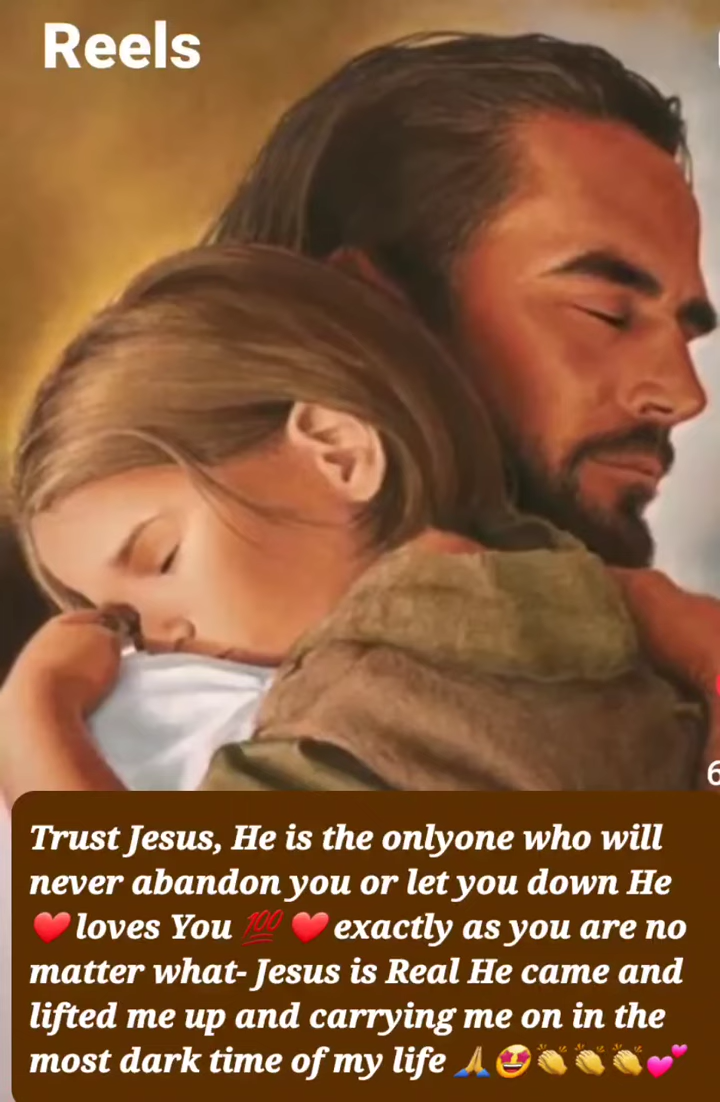 Reels
6
Trust Jesus, He is the onlyone who will
never abandon you or let you down He
❤️loves You 💯❤️exactly as you are no
matter what- Jesus is Real He came and
lifted me up and carrying me on in the
most dark time of my life 🙏🤩👏👏👏💕